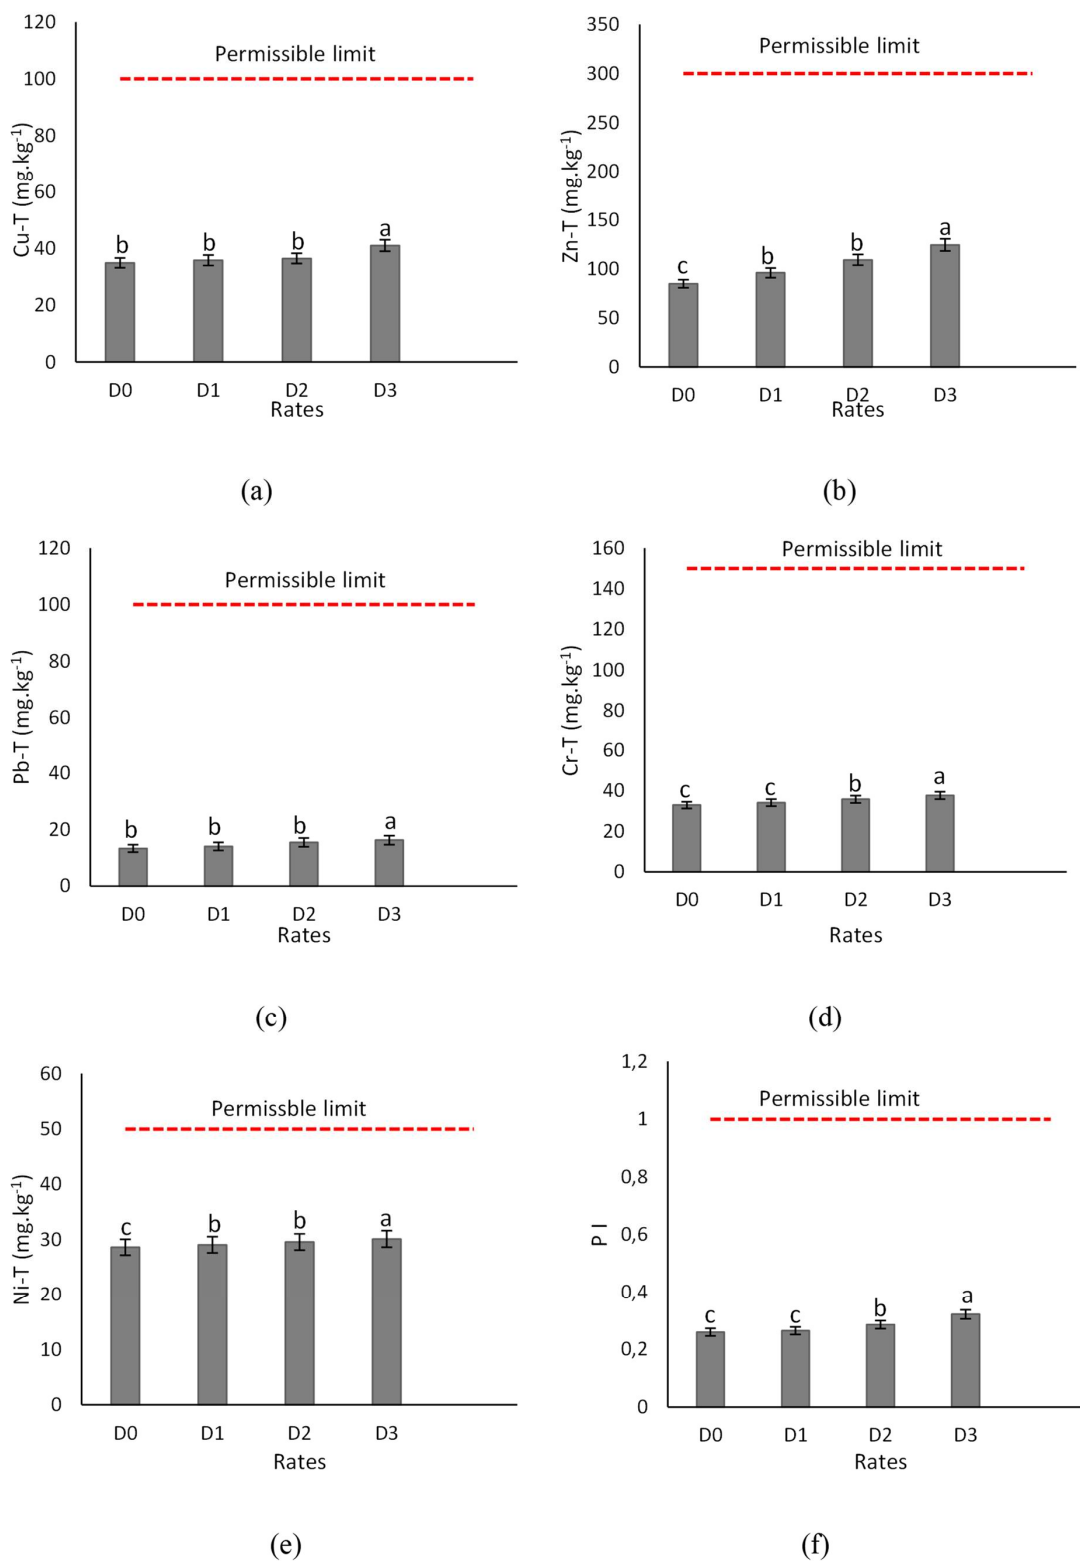 120
Permissible limit
100
80
60
40
20
0
Cu-T (mg.kg-1)
b
b
b
a
D0 D1 D2 D3
Rates
(a)
350
Permissible limit
300
250
200
150
100
50
0
Zn-T (mg.kg-1)
c
b
b
a
D0 D1 D2 D3
Rates
(b)
120
Permissible limit
100
80
60
40
20
0
Pb-T (mg.kg-1)
b
b
b
a
D0 D1 D2 D3
Rates
(c)
160
Permissible limit
140
120
100
80
60
40
20
0
Cr-T (mg.kg-1)
c
c
b
a
D0 D1 D2 D3
Rates
(d)
60
Permissble limit
50
40
30
20
10
0
Ni-T (mg.kg-1)
c
b
b
a
D0 D1 D2 D3
Rates
(e)
1,2
Permissible limit
1
0,8
0,6
0,4
0,2
0
P I
c
c
b
a
D0 D1 D2 D3
Rates
(f)